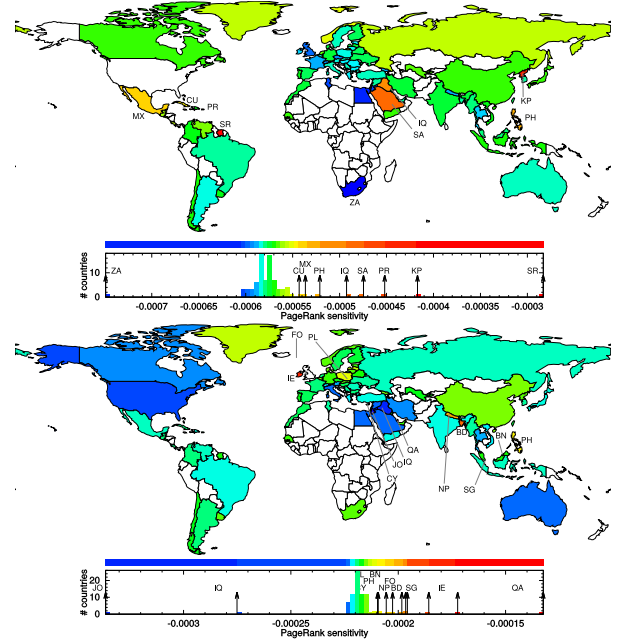 CU
MX
PR
SR
KP
PH
IQ
SA
ZA
# countries
10
0
ZA
CU
MX
PH
IQ
SA
PR
KP
SR
-0.0007 -0.00065 -0.0006 -0.00055 -0.0005 -0.00045 -0.0004 -0.00035 -0.0003
PageRank sensitivity
FO
PL
IE
QA
IQ
JO
CY
BD
BN
PH
NP
SG
# countries
20
10
0
JO
IQ
BN
PH
FO
Y
NP
BD
SG
IE
QA
-0.0003 -0.00025 -0.0002 -0.00015
PageRank sensitivity